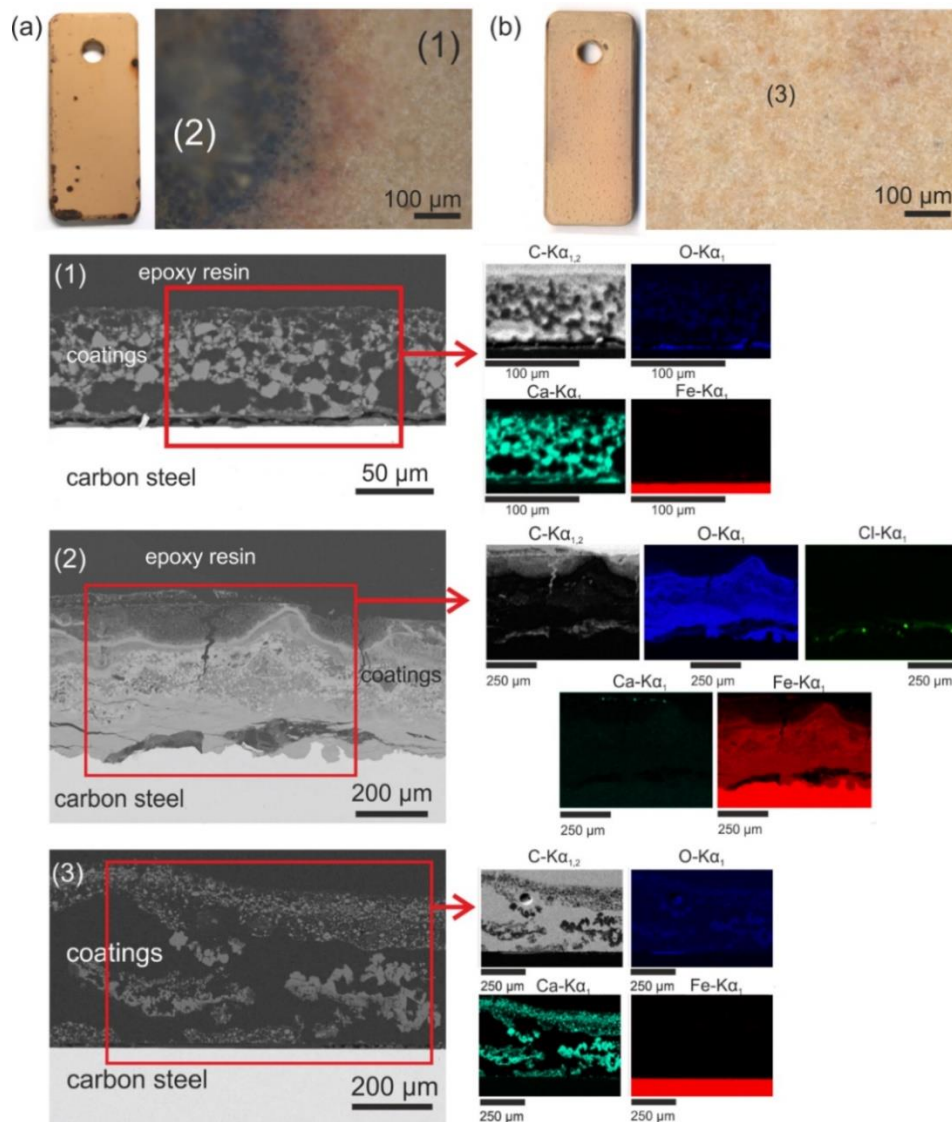 (a)
(1)
(2)
100 µm
(b)
(3)
100 µm
(1)
epoxy resin
coatings
carbon steel
50 µm
C-Kα1,2
O-Kα1
100 µm
100 µm
Ca-Kα1
Fe-Kα1
100 µm
100 µm
(2)
epoxy resin
coatings
carbon steel
200 µm
C-Kα1,2
O-Kα1
Cl-Kα1
250 µm
250 µm
250 µm
Ca-Kα1
Fe-Kα1
250 µm
250 µm
(3)
coatings
carbon steel
200 µm
C-Kα1,2
O-Kα1
250 µm
250 µm
Ca-Kα1
Fe-Kα1
250 µm
250 µm